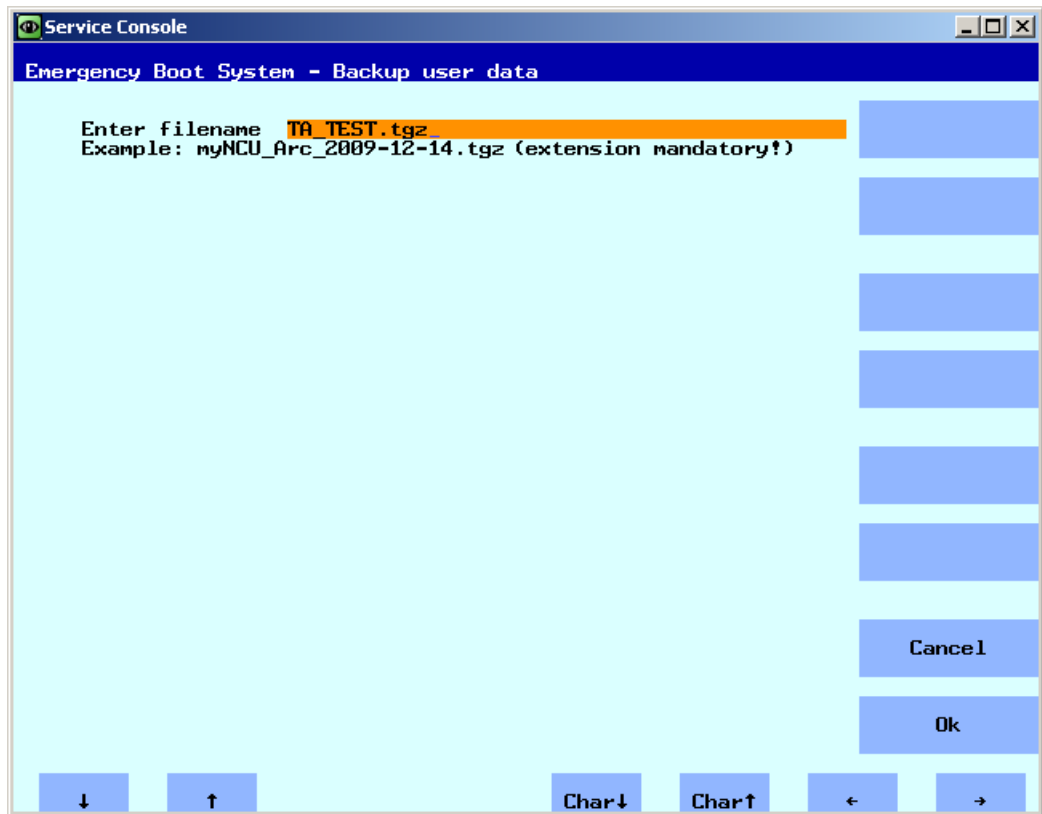 Service Console
Emergency Boot System - Backup user data
Enter filename TA_TEST.tgz_
Example: myNCU_Arc_2009-12-14.tgz (extension mandatory!)
Cancel
Ok
↓ ↑ Char↓ Char↑ ← →